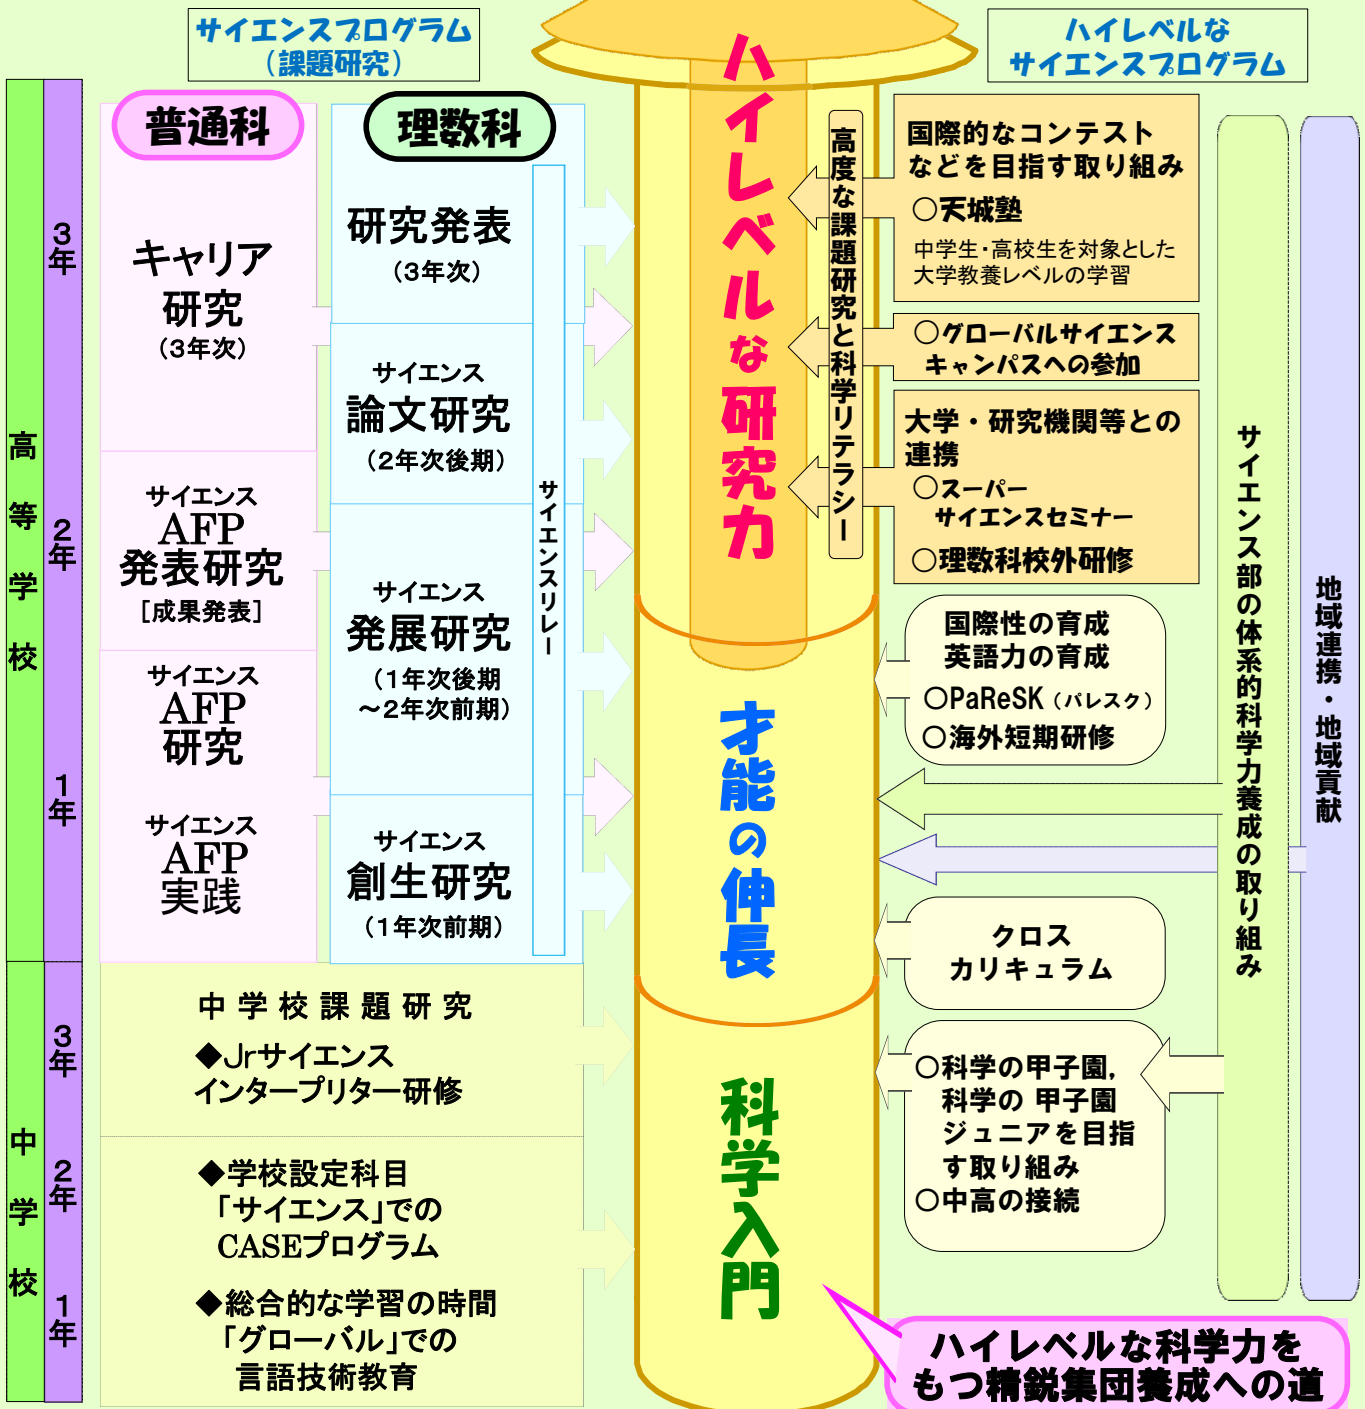 サイエンスプログラム
（課題研究）
ハイレベルな
サイエンスプログラム
高等学校
3年
2年
1年
中学校
3年
2年
1年
普通科
キャリア
研究
（3年次）
サイエンス
AFP
発表研究
［成果発表］
サイエンス
AFP
研究
サイエンス
AFP
実践
理数科
研究発表
（3年次）
サイエンス
論文研究
（2年次後期）
サイエンス
発展研究
（1年次後期
～2年次前期）
サイエンス
創生研究
（1年次前期）
サイエンスリレー
中学校課題研究
◆Jrサイエンス
インタープリター研修
◆学校設定科目
「サイエンス」での
CASEプログラム
◆総合的な学習の時間
「グローバル」での
言語技術教育
ハイレベルな研究力
才能の伸長
科学入門
高度な課題研究と科学リテラシー
国際的なコンテスト
などを目指す取り組み
○天城塾
中学生・高校生を対象とした
大学教養レベルの学習
○グローバルサイエンス
キャンパスへの参加
大学・研究機関等との
連携
○スーパー
サイエンスセミナー
○理数科校外研修
国際性の育成
英語力の育成
○PaReSK（パレスク）
○海外短期研修
クロス
カリキュラム
○科学の甲子園,
科学の 甲子園
ジュニアを目指
す取り組み
○中高の接続
サイエンス部の体系的科学力養成の取り組み
地域連携・地域貢献
ハイレベルな科学力を
もつ精鋭集団養成への道